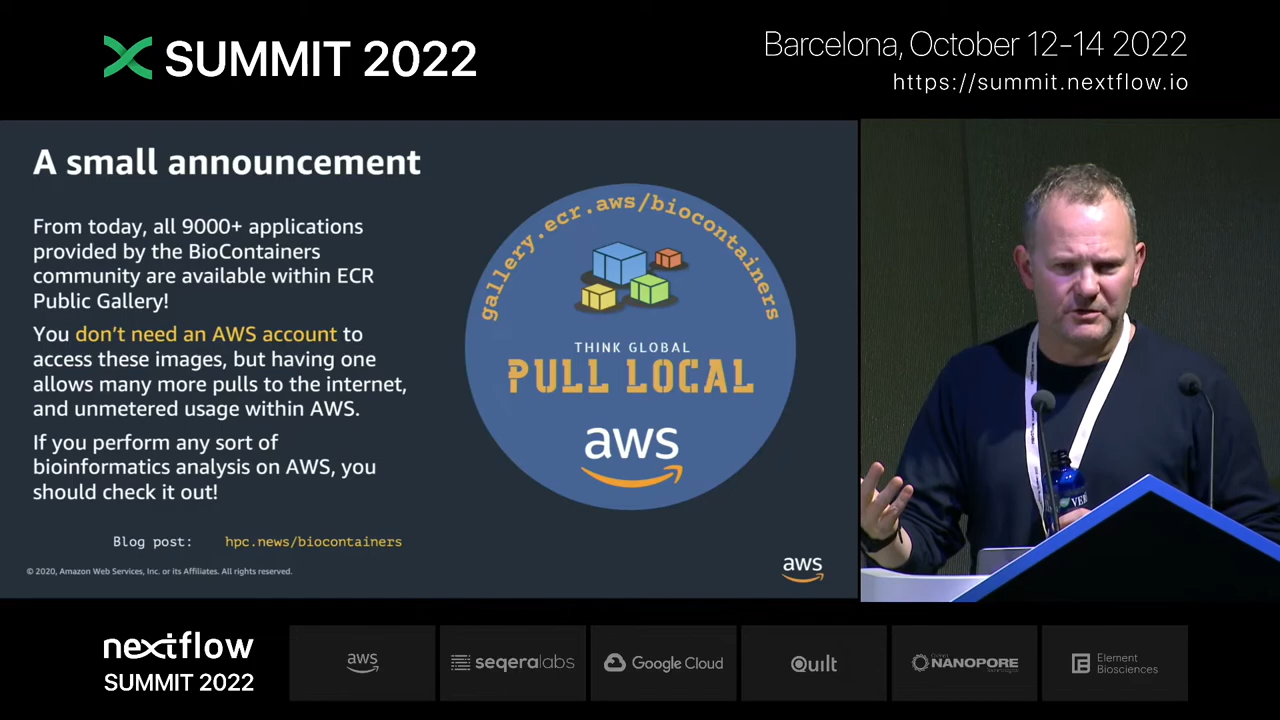 SUMMIT 2022
Barcelona, October 12-14 2022
https://summit.nextflow.io
A small announcement
From today, all 9000+ applications
provided by the BioContainers
community are available within ECR
Public Gallery!
You don't need an AWS account to
access these images, but having one
allows many more pulls to the internet,
and unmetered usage within AWS.
If you perform any sort of
bioinformatics analysis on AWS, you
should check it out!
Blog post: hpc.news/biocontainers
© 2020, Amazon Web Services, Inc. or its Affiliates. All rights reserved.
gallery.ecr.aws/biocontainers
THINK GLOBAL
PULL LOCAL
aws
aws
nextflow
SUMMIT 2022
aws
seqeralabs
Google Cloud
Quilt
NANOPORE
Element
Biosciences